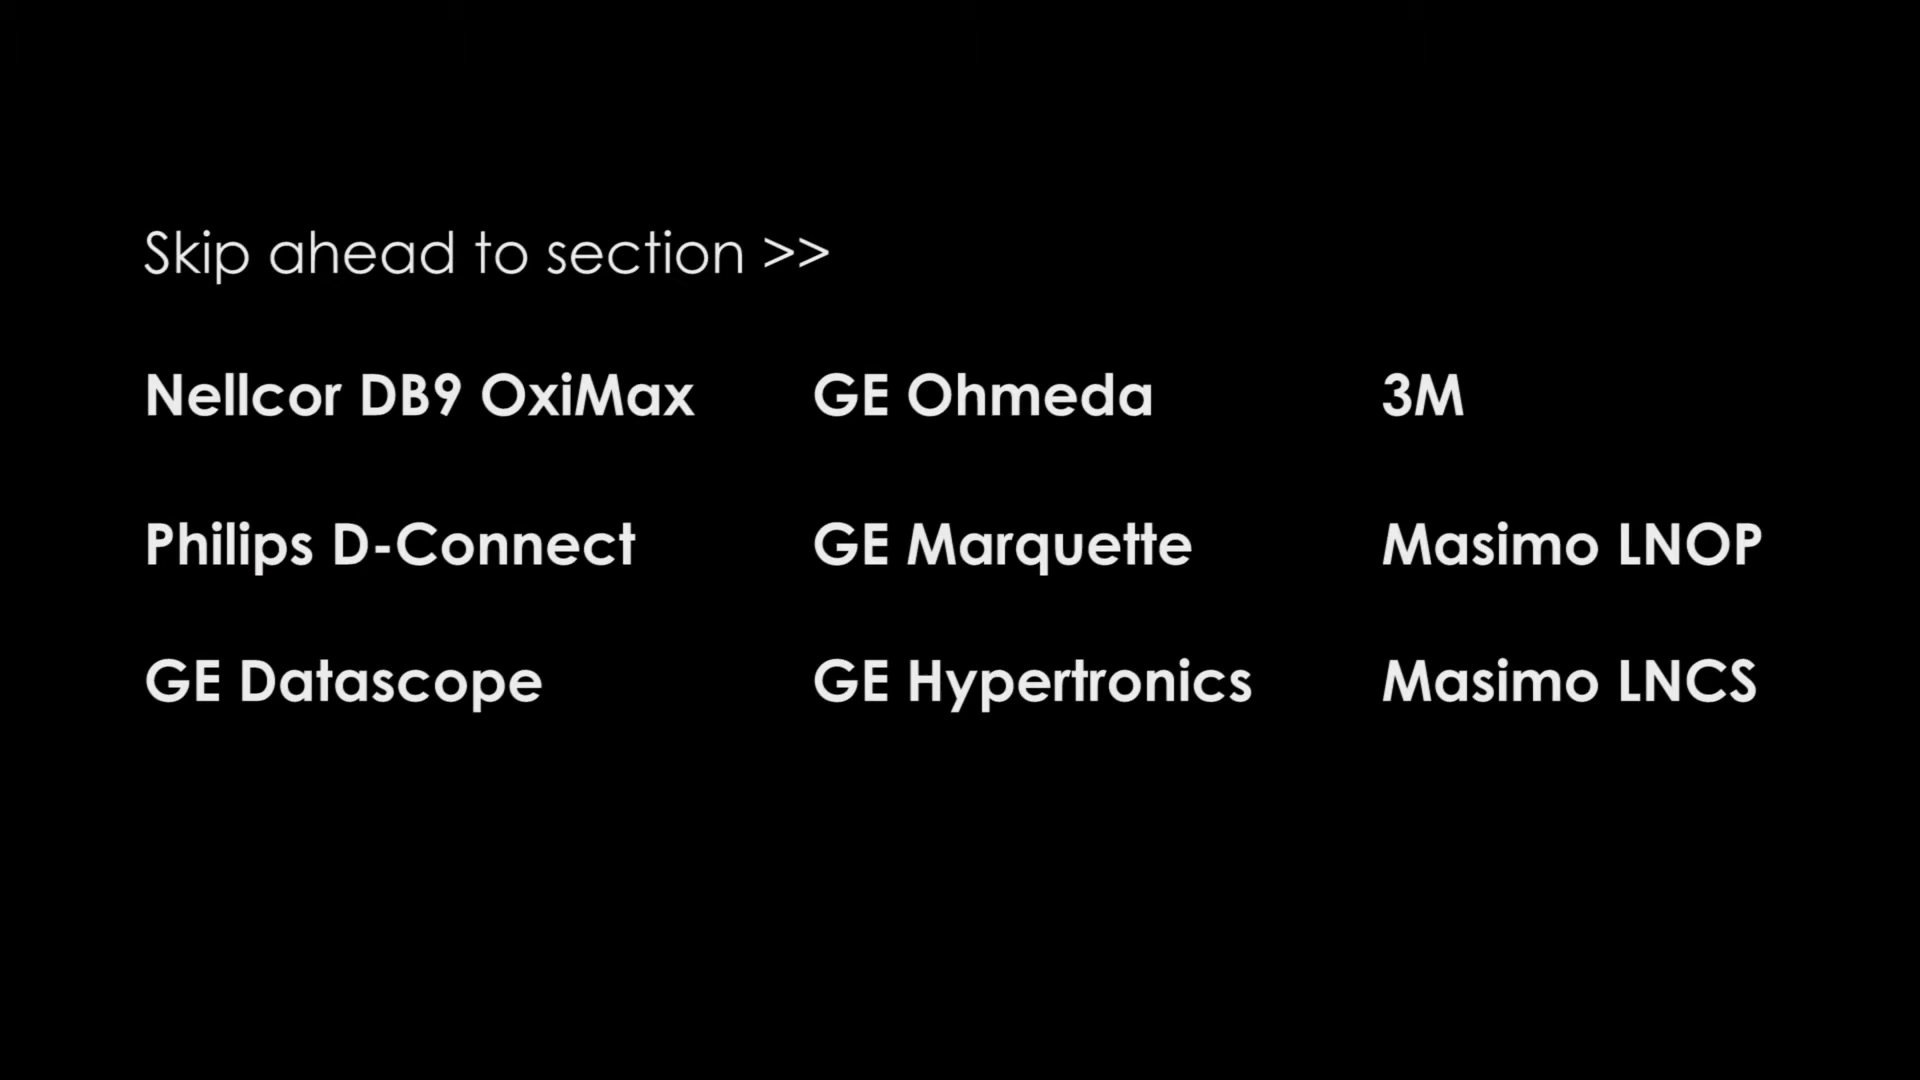 Skip ahead to section >>
Nellcor DB9 OxiMax GE Ohmeda 3M
Philips D-Connect GE Marquette Masimo LNOP
GE Datascope GE Hypertronics Masimo LNCS